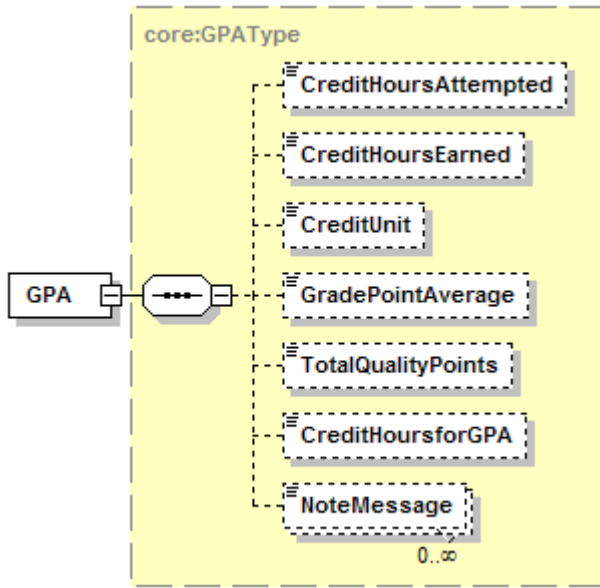 core:GPAType
CreditHoursAttempted
CreditHoursEarned
CreditUnit
GPA
GradePointAverage
TotalQualityPoints
CreditHoursforGPA
NoteMessage
0..∞